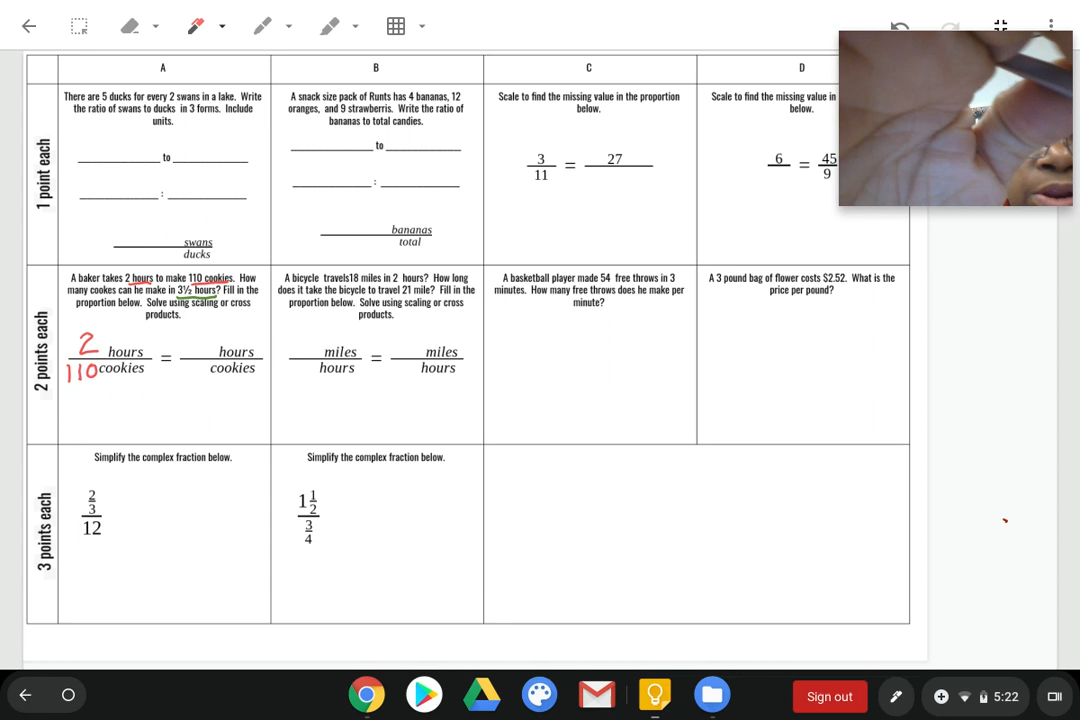 A
B
C
D
1 point each
There are 5 ducks for every 2 swans in a lake. Write
the ratio of swans to ducks in 3 forms. Include
units.
to
:
swans
ducks
A snack size pack of Runts has 4 bananas, 12
oranges, and 9 strawberris. Write the ratio of
bananas to total candies.
to
:
bananas
total
Scale to find the missing value in the proportion
below.
3/11 = 27
Scale to find the missing value in
below.
6 = 45/9
2 points each
A baker takes 2 hours to make 110 cookies. How
many cookes can he make in 3½ hours? Fill in the
proportion below. Solve using scaling or cross
products.
2 hours = hours
110 cookies cookies
A bicycle travels18 miles in 2 hours? How long
does it take the bicycle to travel 21 mile? Fill in the
proportion below. Solve using scaling or cross
products.
miles = miles
hours hours
A basketball player made 54 free throws in 3
minutes. How many free throws does he make per
minute?
A 3 pound bag of flower costs $2.52. What is the
price per pound?
3 points each
Simplify the complex fraction below.
2/3
12
Simplify the complex fraction below.
1 1/2
3/4
Sign out
5:22